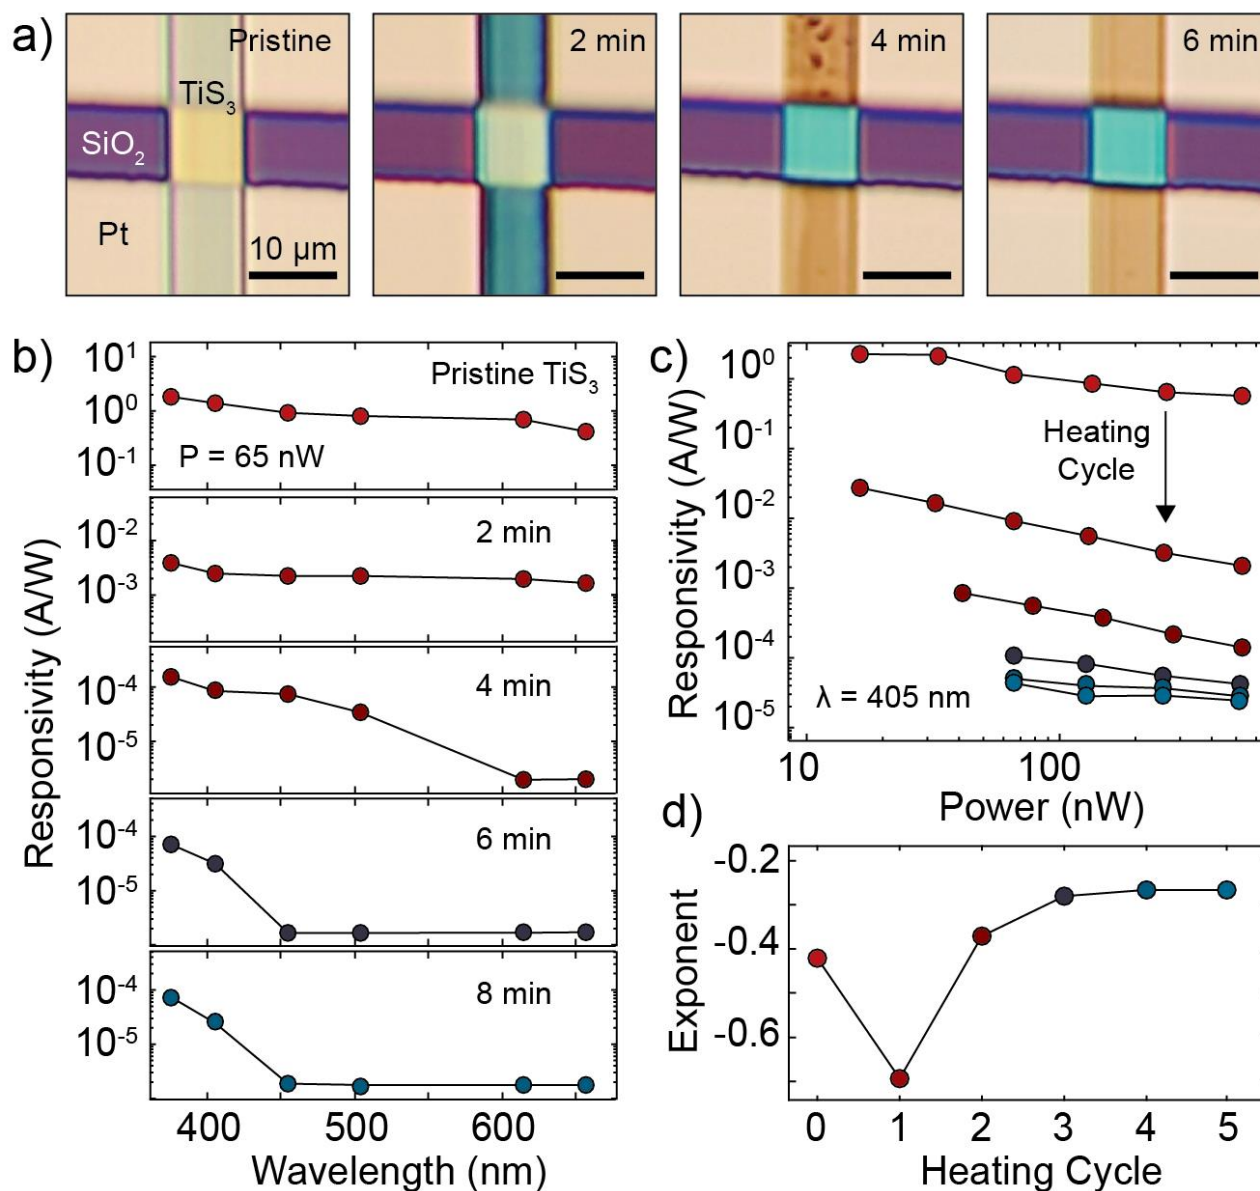 a)
Pristine
TiS₃
SiO₂
Pt
10 µm
2 min
4 min
6 min
b)
Responsivity (A/W)
10¹
10⁰
10⁻¹
Pristine TiS₃
P = 65 nW
10⁻²
10⁻³
2 min
10⁻⁴
10⁻⁵
4 min
10⁻⁴
10⁻⁵
6 min
10⁻⁴
10⁻⁵
8 min
400
500
600
Wavelength (nm)
c)
Responsivity (A/W)
10⁰
10⁻¹
10⁻²
10⁻³
10⁻⁴
10⁻⁵
Heating
Cycle
λ = 405 nm
10
100
Power (nW)
d)
Exponent
-0.2
-0.4
-0.6
0 1 2 3 4 5
Heating Cycle